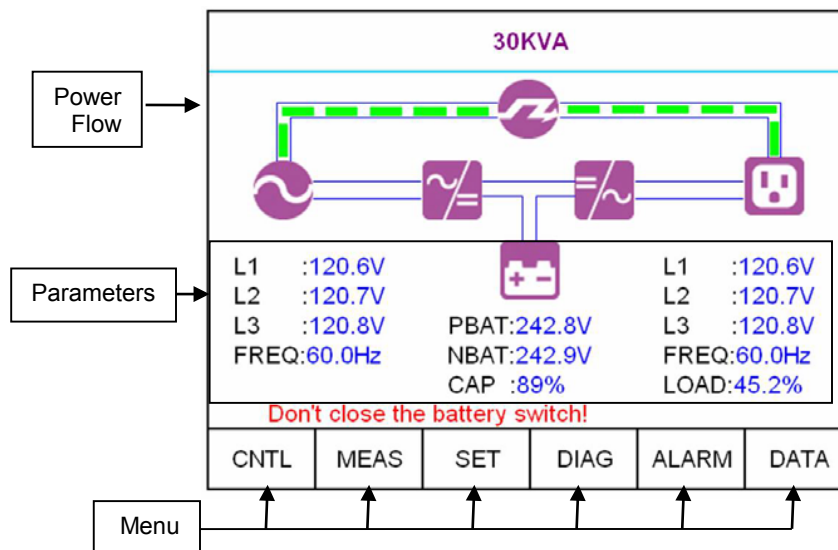 30KVA
Power
Flow
Parameters
L1 :120.6V
L2 :120.7V
L3 :120.8V
FREQ:60.0Hz
PBAT:242.8V
NBAT:242.9V
CAP :89%
L1 :120.6V
L2 :120.7V
L3 :120.8V
FREQ:60.0Hz
LOAD:45.2%
Don't close the battery switch!
CNTL MEAS SET DIAG ALARM DATA
Menu